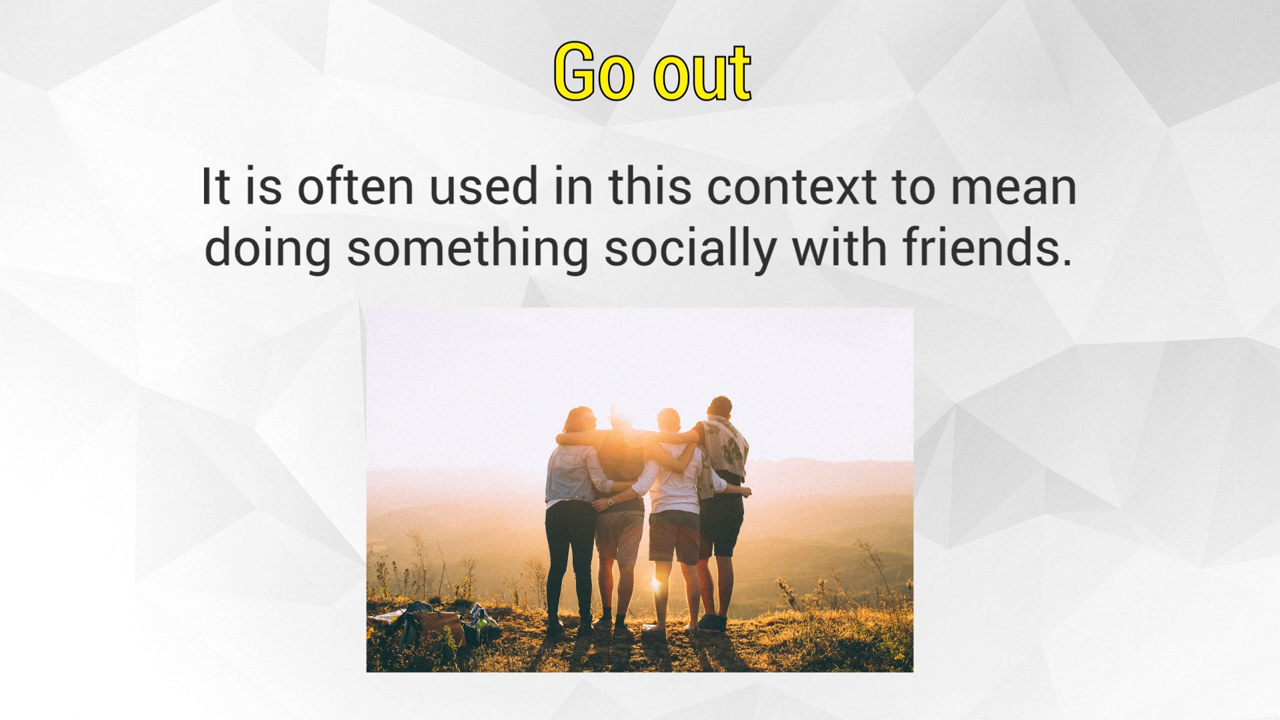 Go out
It is often used in this context to mean
doing something socially with friends.